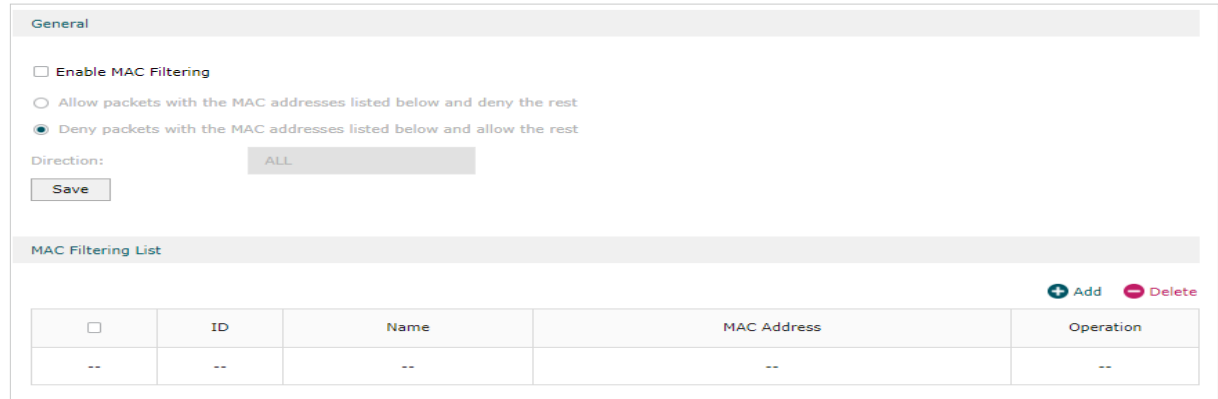 General
Enable MAC Filtering
Allow packets with the MAC addresses listed below and deny the rest
Deny packets with the MAC addresses listed below and allow the rest
Direction: ALL
Save
MAC Filtering List
Add Delete
ID Name MAC Address Operation
-- -- -- -- --